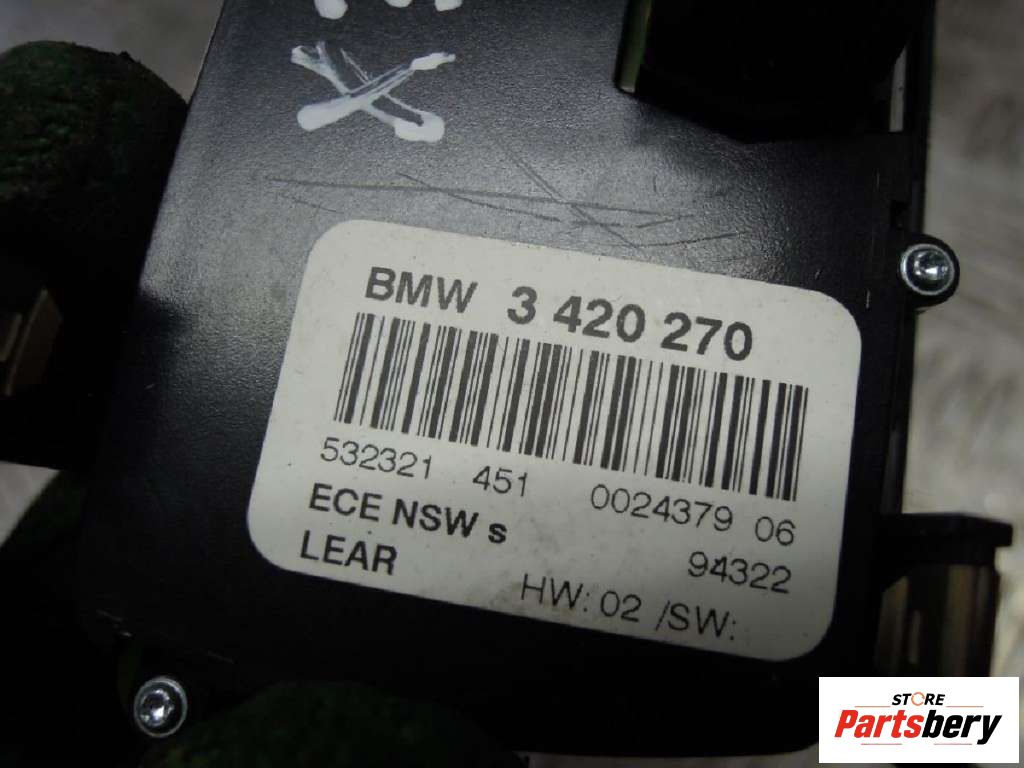 X
BMW 3 420 270
532321 451 0024379 06
ECE NSW s 94322
LEAR HW: 02 /SW:
STORE
Partsbery